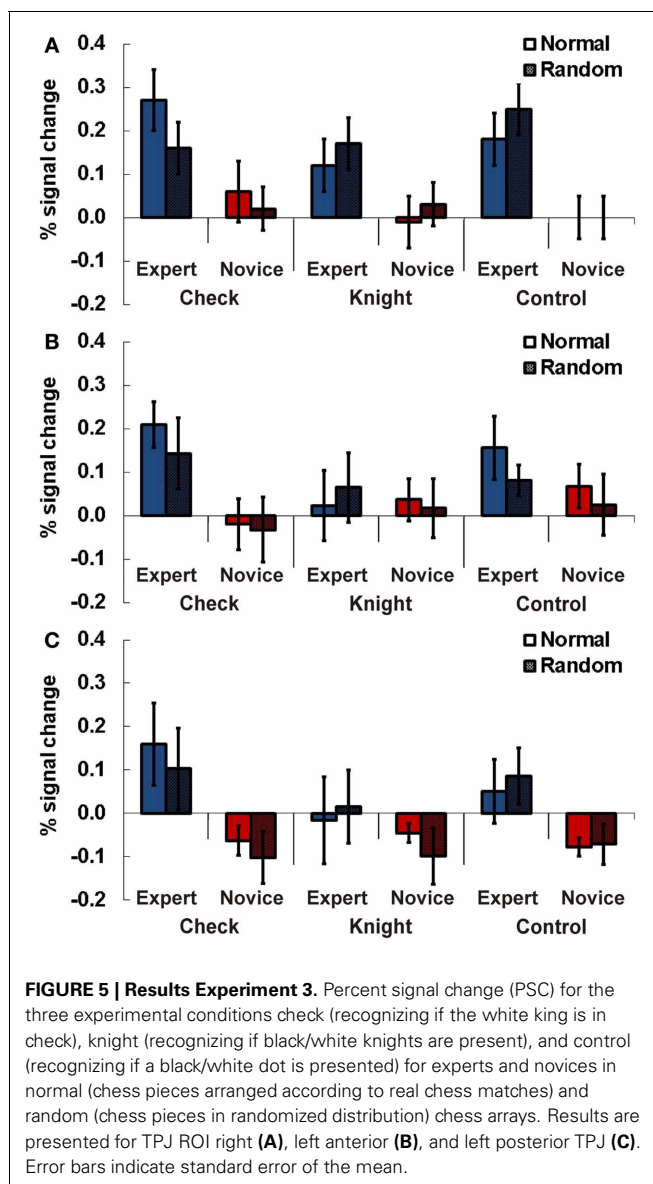 A
0.4
0.3
0.2
0.1
0.0
-0.1
-0.2
% signal change
Normal
Random
Expert Novice Expert Novice Expert Novice
Check Knight Control
B
0.4
0.3
0.2
0.1
0.0
-0.1
-0.2
% signal change
Normal
Random
Expert Novice Expert Novice Expert Novice
Check Knight Control
C
0.4
0.3
0.2
0.1
0.0
-0.1
-0.2
% signal change
Normal
Random
Expert Novice Expert Novice Expert Novice
Check Knight Control
FIGURE 5 | Results Experiment 3. Percent signal change (PSC) for the
three experimental conditions check (recognizing if the white king is in
check), knight (recognizing if black/white knights are present), and control
(recognizing if a black/white dot is presented) for experts and novices in
normal (chess pieces arranged according to real chess matches) and
random (chess pieces in randomized distribution) chess arrays. Results are
presented for TPJ ROI right (A), left anterior (B), and left posterior TPJ (C).
Error bars indicate standard error of the mean.